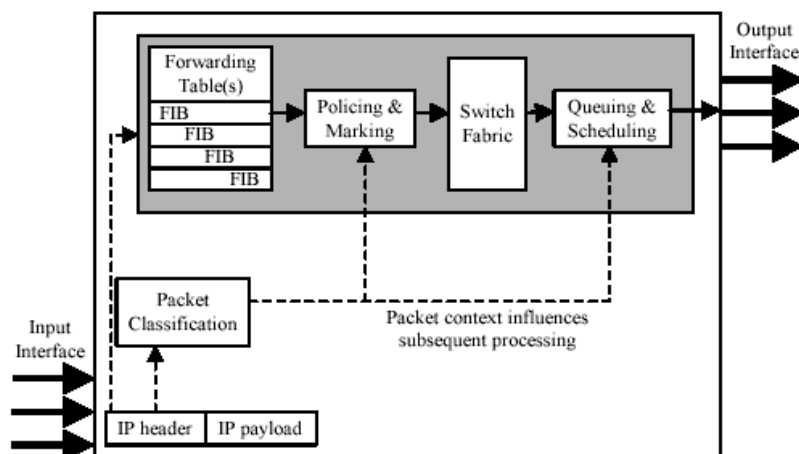 Forwarding
Table(s)
FIB
FIB
FIB
FIB
Policing &
Marking
Switch
Fabric
Queuing &
Scheduling
Output
Interface
Packet
Classification
Packet context influences
subsequent processing
Input
Interface
IP header
IP payload